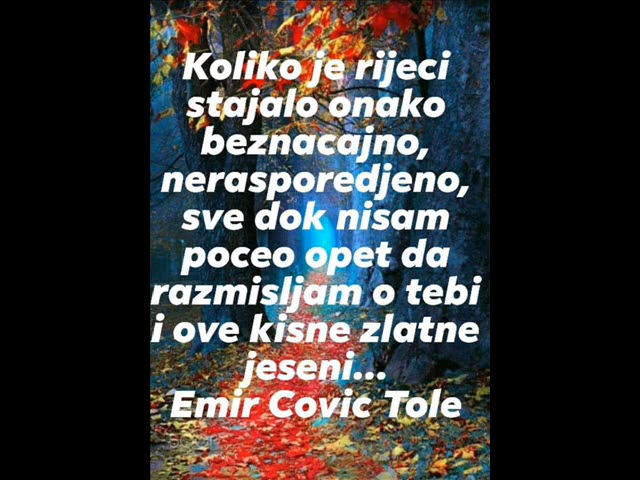 Koliko je rijeci
stajalo onako
beznacajno,
nerasporedjeno,
sve dok nisam
poceo opet da
razmisljam o tebi
i ove kisne zlatne
jeseni...
Emir Covic Tole